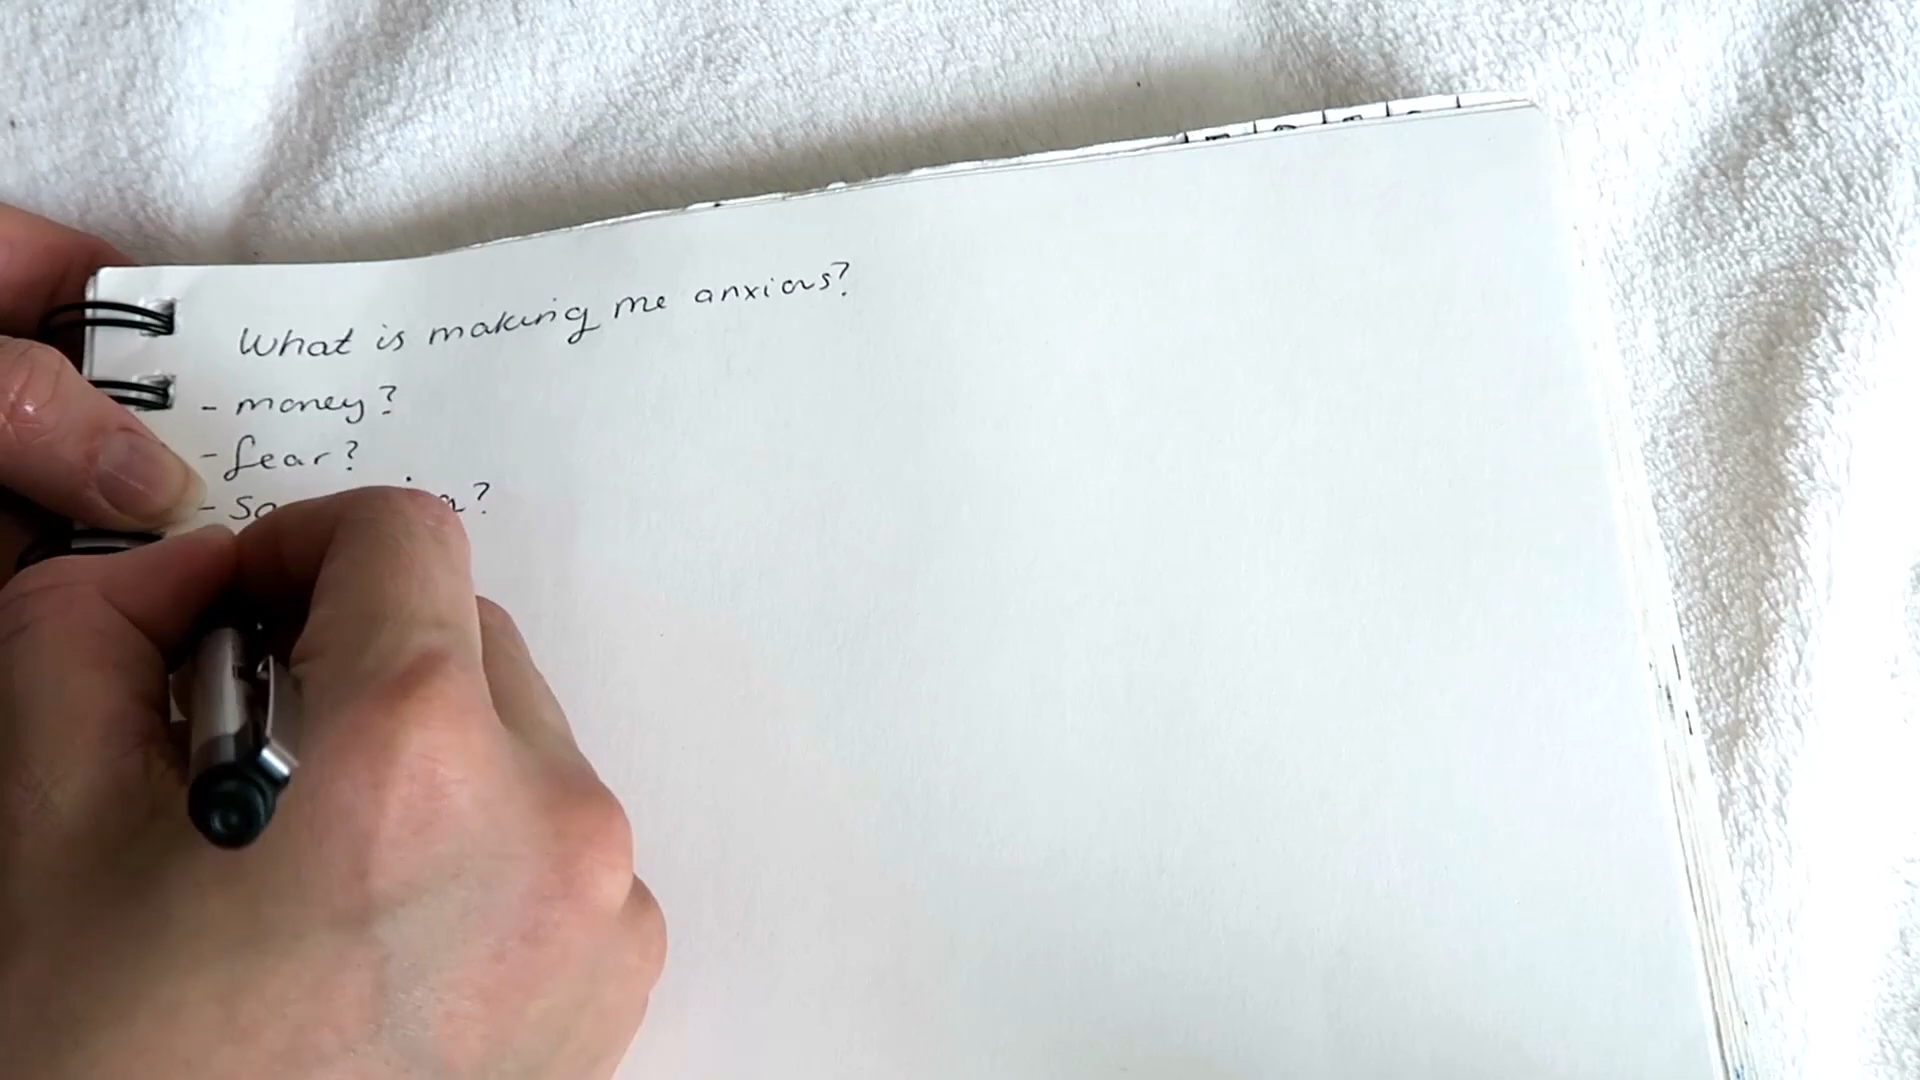 What is making me anxious?
- money?
- fear?